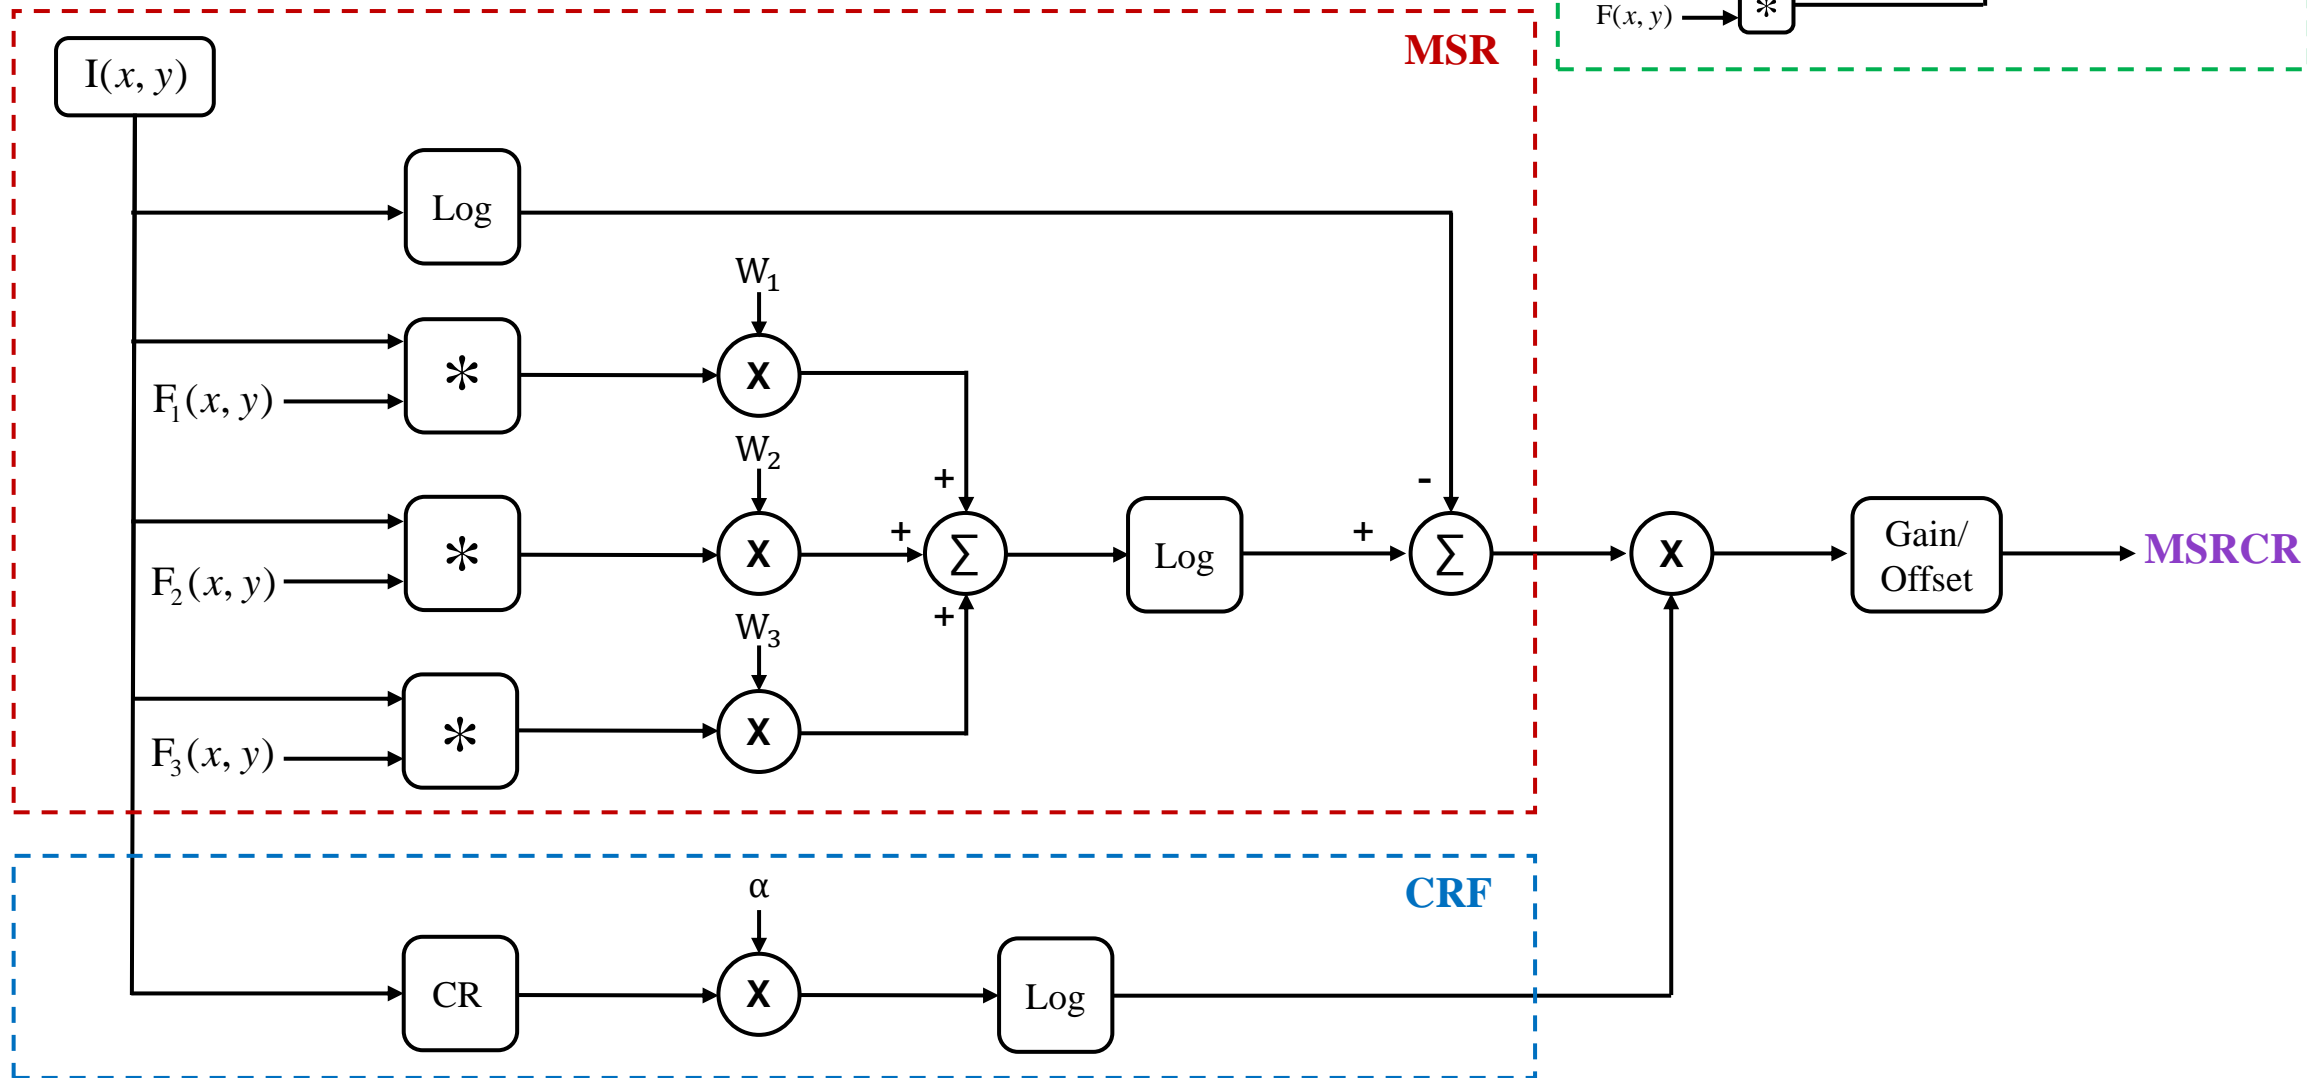 F(x, y)
*
MSR
I(x, y)
Log
W₁
*
X
F₁(x, y)
W₂
+
-
*
X
+
∑
Log
+
∑
X
Gain/
Offset
MSRCR
F₂(x, y)
W₃
+
*
X
F₃(x, y)
CRF
α
CR
X
Log